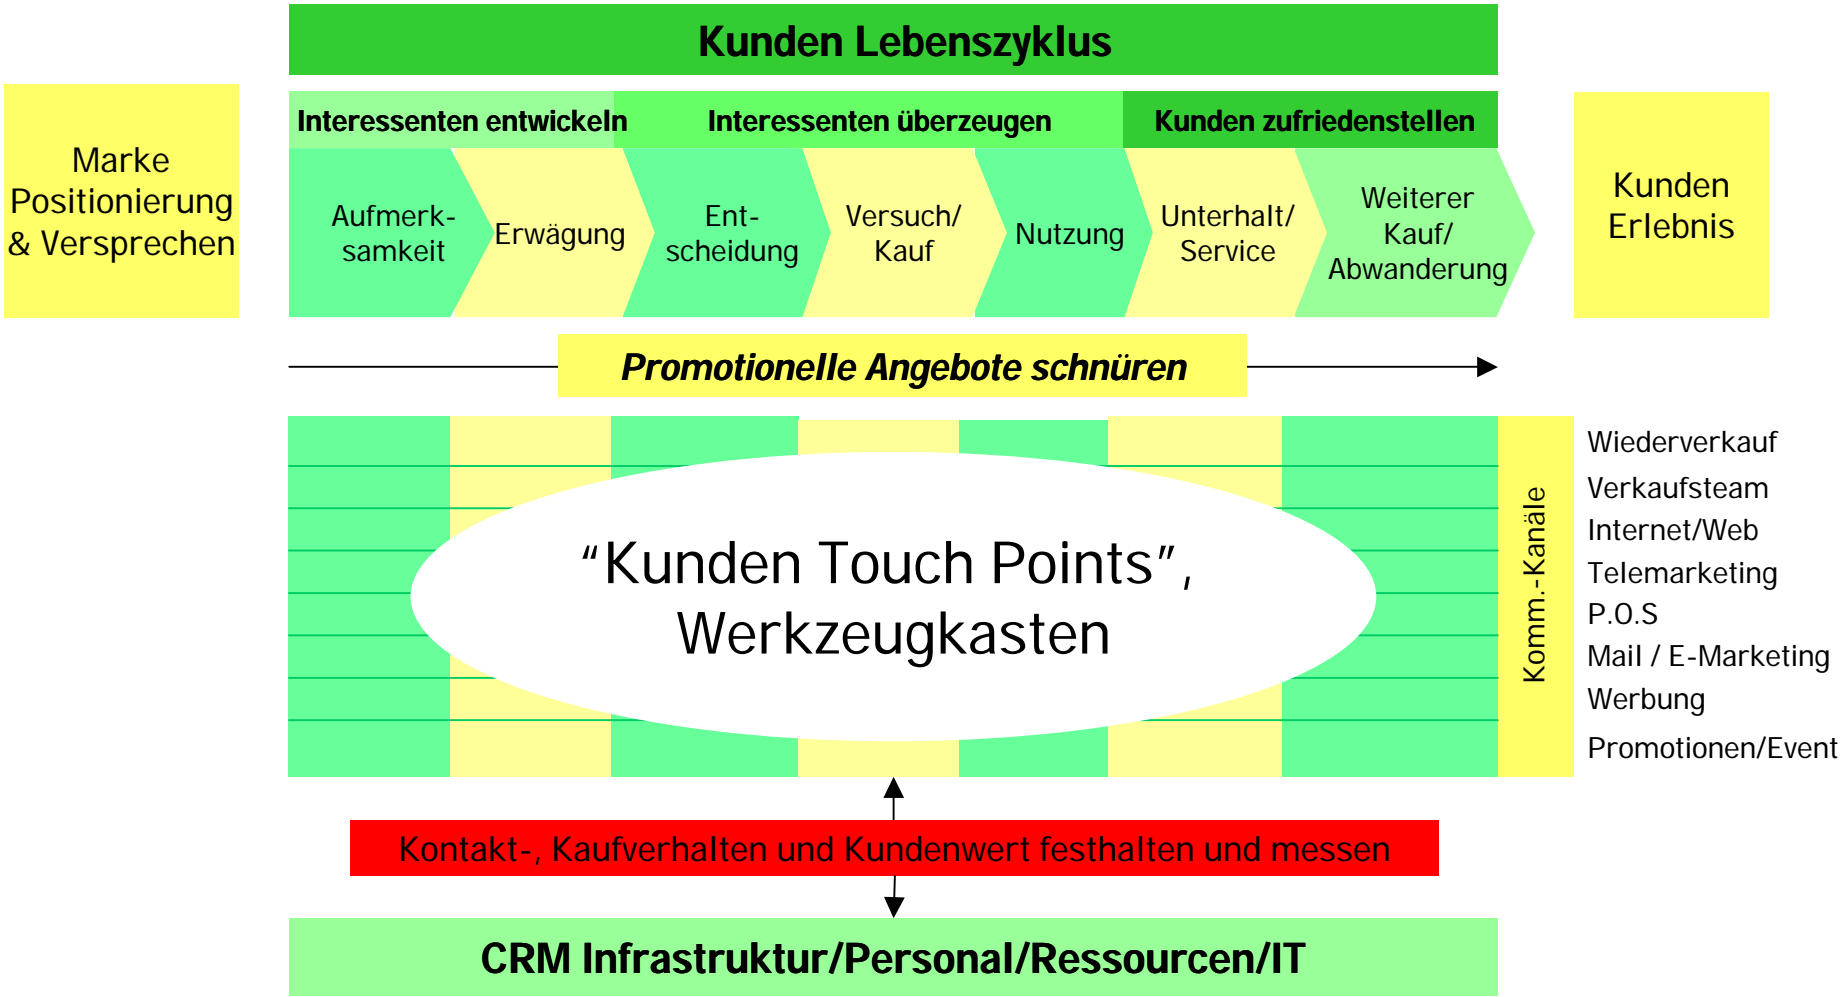 Kunden Lebenszyklus
Marke
Positionierung
& Versprechen
Interessenten entwickeln
Interessenten überzeugen
Kunden zufriedenstellen
Aufmerk-
samkeit
Erwägung
Ent-
scheidung
Versuch/
Kauf
Nutzung
Unterhalt/
Service
Weiterer
Kauf/
Abwanderung
Kunden
Erlebnis
Promotionelle Angebote schnüren
“Kunden Touch Points”,
Werkzeugkasten
Komm.-Kanäle
Wiederverkauf
Verkaufsteam
Internet/Web
Telemarketing
P.O.S
Mail / E-Marketing
Werbung
Promotionen/Event
Kontakt-, Kaufverhalten und Kundenwert festhalten und messen
CRM Infrastruktur/Personal/Ressourcen/IT